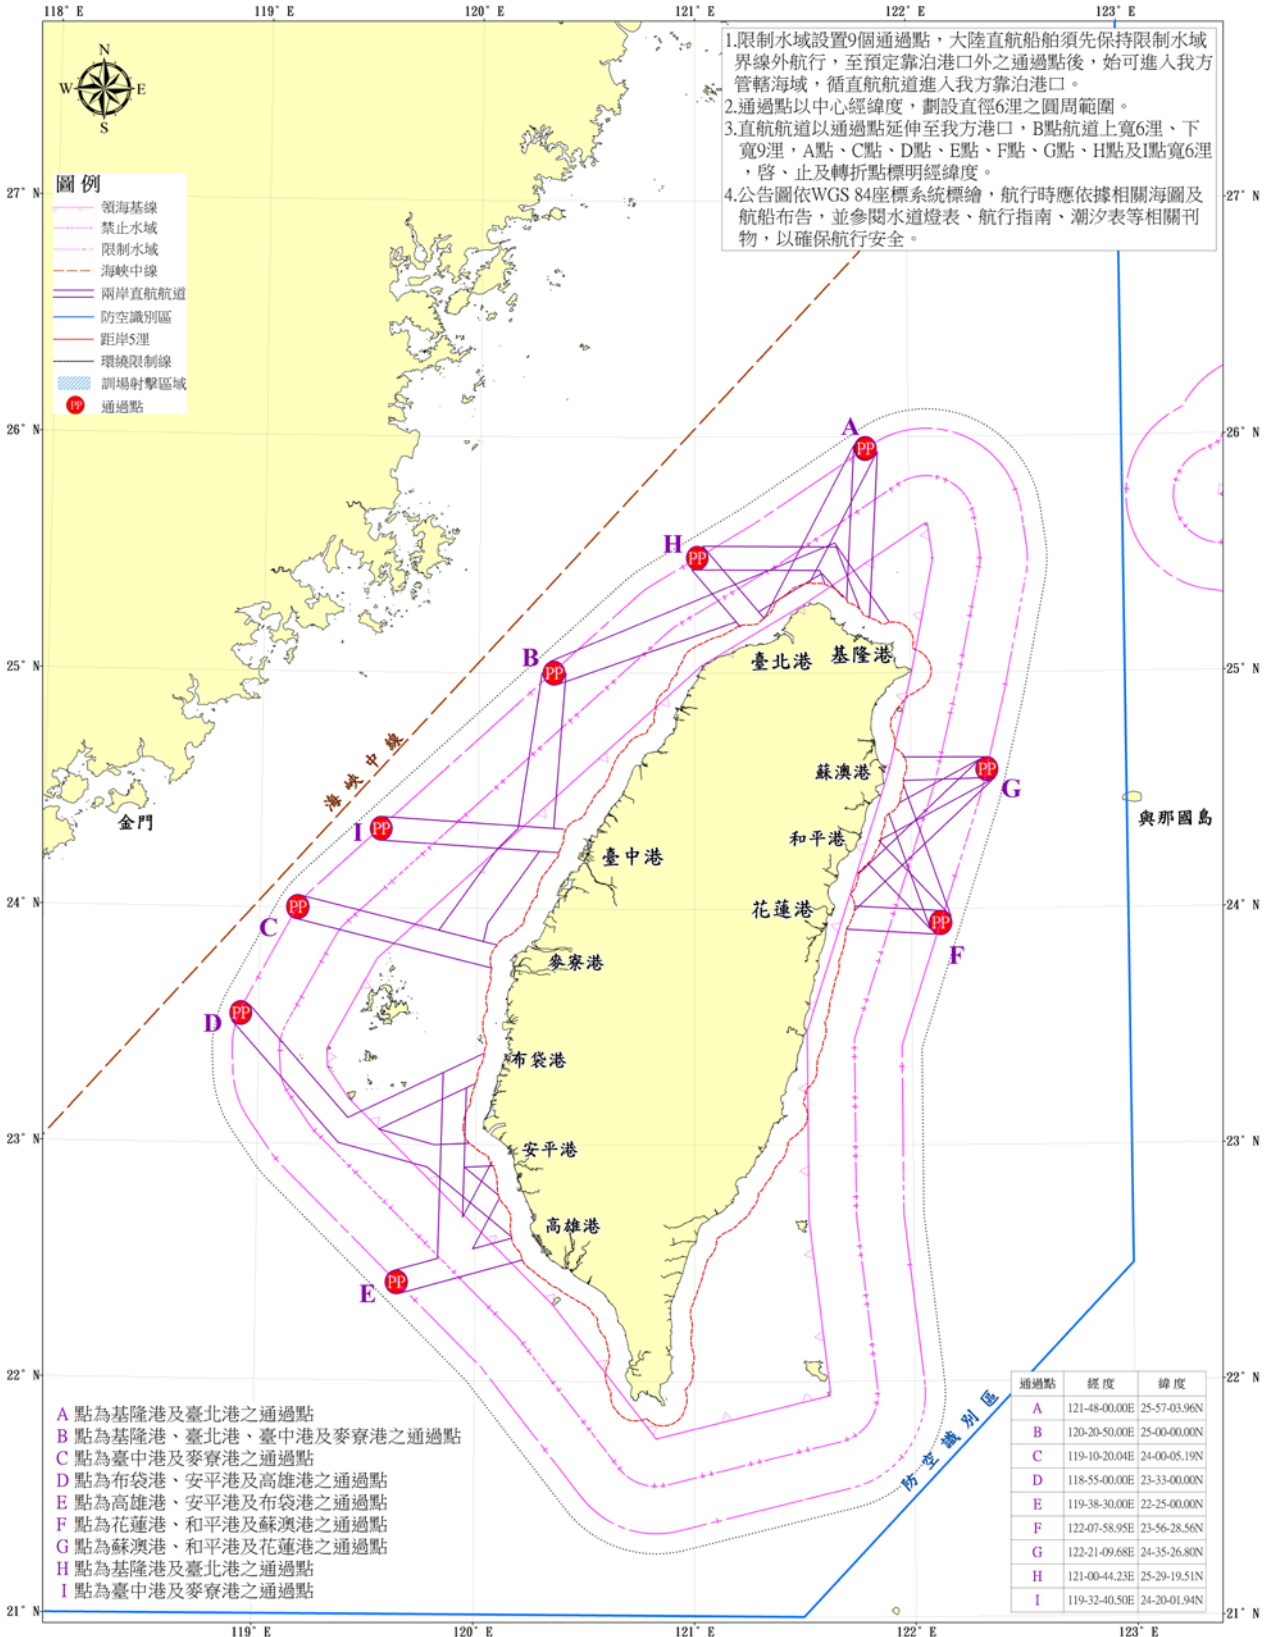 118° E
119° E
120° E
121° E
122° E
123° E
1.限制水域設置9個通過點，大陸直航船舶須先保持限制水域
界線外航行，至預定靠泊港口外之通過點後，始可進入我方
管轄海域，循直航航道進入我方靠泊港口。
2.通過點以中心經緯度，劃設直徑6浬之圓周範圍。
3.直航航道以通過點延伸至我方港口，B點航道上寬6浬、下
寬9浬，A點、C點、D點、E點、F點、G點、H點及I點寬6浬
，啓、止及轉折點標明經緯度。
4.公告圖依WGS 84座標系統標繪，航行時應依據相關海圖及
航船布告，並參閱水道燈表、航行指南、潮汐表等相關刊
物，以確保航行安全。
N
W
E
S
圖 例
領海基線
禁止水域
限制水域
海峽中線
兩岸直航航道
防空識別區
距岸5浬
環繞限制線
訓場射擊區域
PP 通過點
27° N
27° N
26° N
26° N
25° N
25° N
24° N
24° N
23° N
23° N
22° N
22° N
21° N
21° N
A
PP
H
PP
B
PP
臺北港
基隆港
海峽中線
蘇澳港
PP
G
金門
與那國島
I
PP
和平港
臺中港
C
PP
花蓮港
PP
F
麥寮港
D
PP
布袋港
安平港
高雄港
E
PP
防空識別區
A 點為基隆港及臺北港之通過點
B 點為基隆港、臺北港、臺中港及麥寮港之通過點
C 點為臺中港及麥寮港之通過點
D 點為布袋港、安平港及高雄港之通過點
E 點為高雄港、安平港及布袋港之通過點
F 點為花蓮港、和平港及蘇澳港之通過點
G 點為蘇澳港、和平港及花蓮港之通過點
H 點為基隆港及臺北港之通過點
I 點為臺中港及麥寮港之通過點
通過點 經 度 緯 度
A 121-48-00.00E 25-57-03.96N
B 120-20-50.00E 25-00-00.00N
C 119-10-20.04E 24-00-05.19N
D 118-55-00.00E 23-33-00.00N
E 119-38-30.00E 22-25-00.00N
F 122-07-58.95E 23-56-28.56N
G 122-21-09.68E 24-35-26.80N
H 121-00-44.23E 25-29-19.51N
I 119-32-40.50E 24-20-01.94N
119° E
120° E
121° E
122° E
123° E